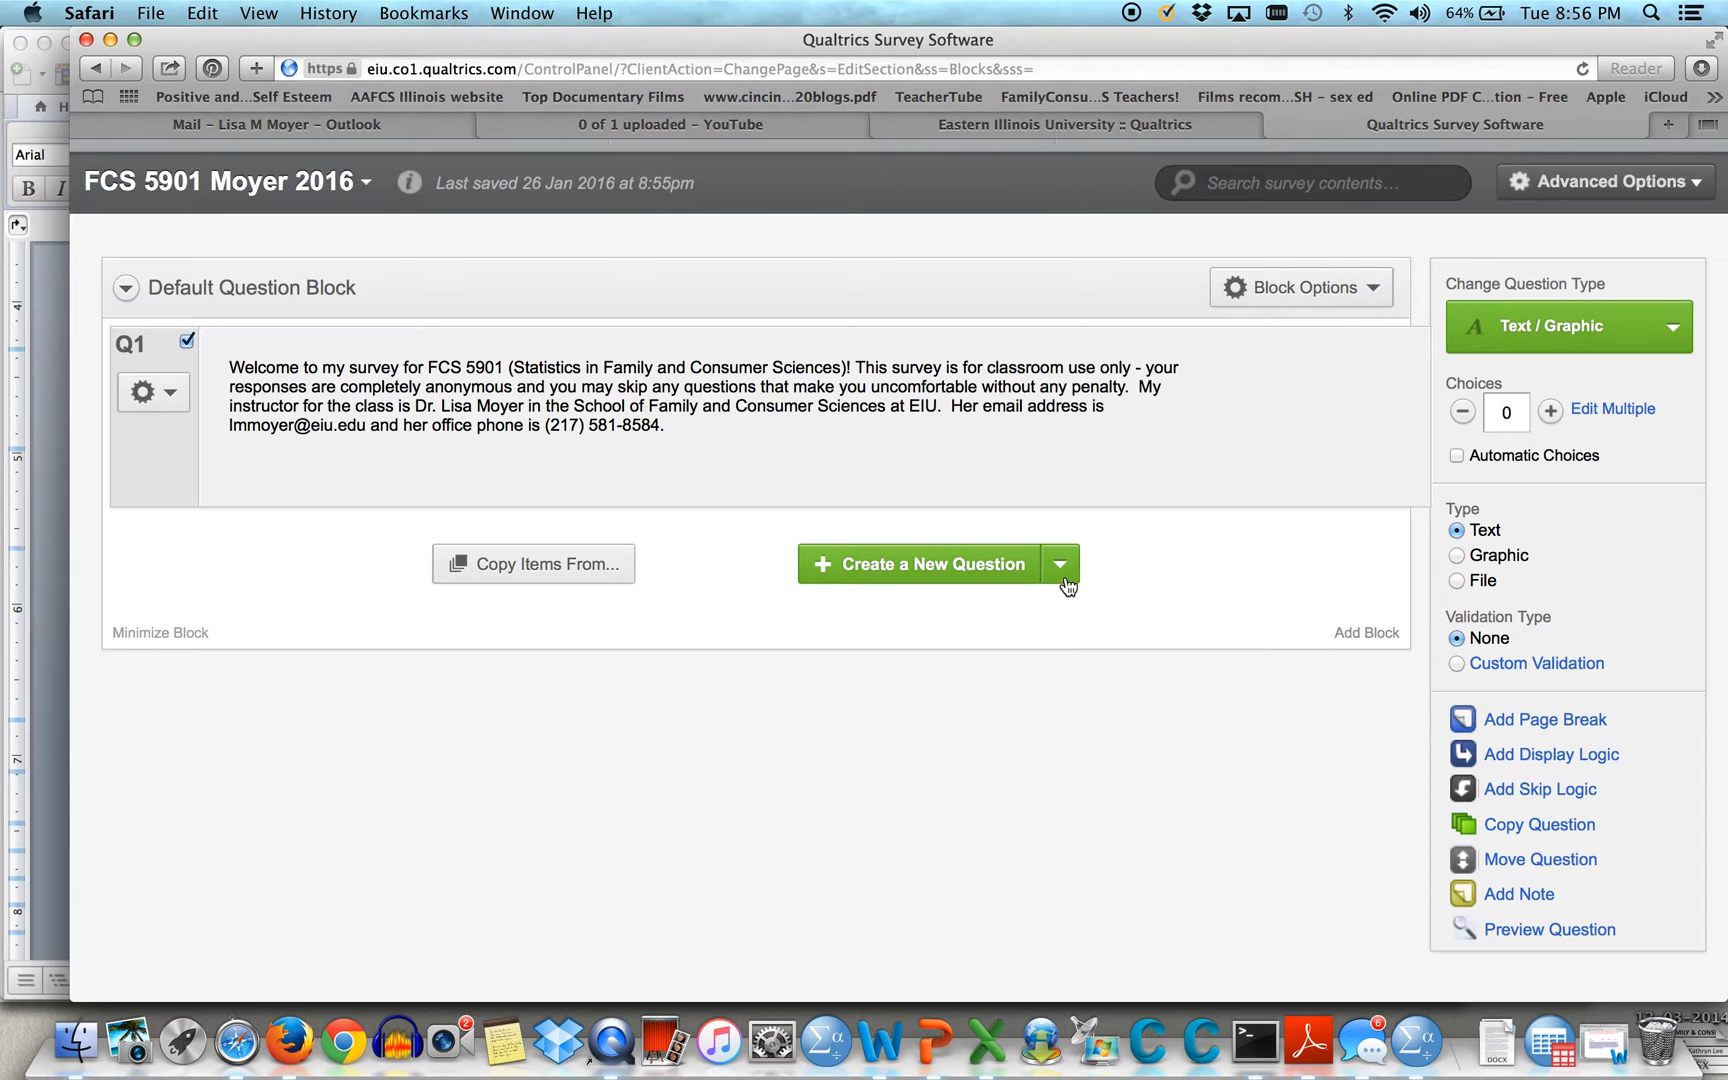 Safari File Edit View History Bookmarks Window Help 64% Tue 8:56 PM
Qualtrics Survey Software
https eiu.co1.qualtrics.com/ControlPanel/?ClientAction=ChangePage&s=EditSection&ss=Blocks&sss= Reader
Positive and...Self Esteem AAFCS Illinois website Top Documentary Films www.cincin...20blogs.pdf TeacherTube FamilyConsu...S Teachers! Films recom...SH - sex ed Online PDF C...tion - Free Apple iCloud >>
Mail - Lisa M Moyer - Outlook 0 of 1 uploaded - YouTube Eastern Illinois University :: Qualtrics Qualtrics Survey Software +
Arial
B I
FCS 5901 Moyer 2016 i Last saved 26 Jan 2016 at 8:55pm Search survey contents... Advanced Options
Default Question Block Block Options
Q1
Welcome to my survey for FCS 5901 (Statistics in Family and Consumer Sciences)! This survey is for classroom use only - your
responses are completely anonymous and you may skip any questions that make you uncomfortable without any penalty. My
instructor for the class is Dr. Lisa Moyer in the School of Family and Consumer Sciences at EIU. Her email address is
lmmoyer@eiu.edu and her office phone is (217) 581-8584.
Copy Items From... + Create a New Question
Minimize Block Add Block
Change Question Type
A Text / Graphic
Choices
0 Edit Multiple
Automatic Choices
Type
Text
Graphic
File
Validation Type
None
Custom Validation
Add Page Break
Add Display Logic
Add Skip Logic
Copy Question
Move Question
Add Note
Preview Question
4
5
6
7
8
2
6
DOCX